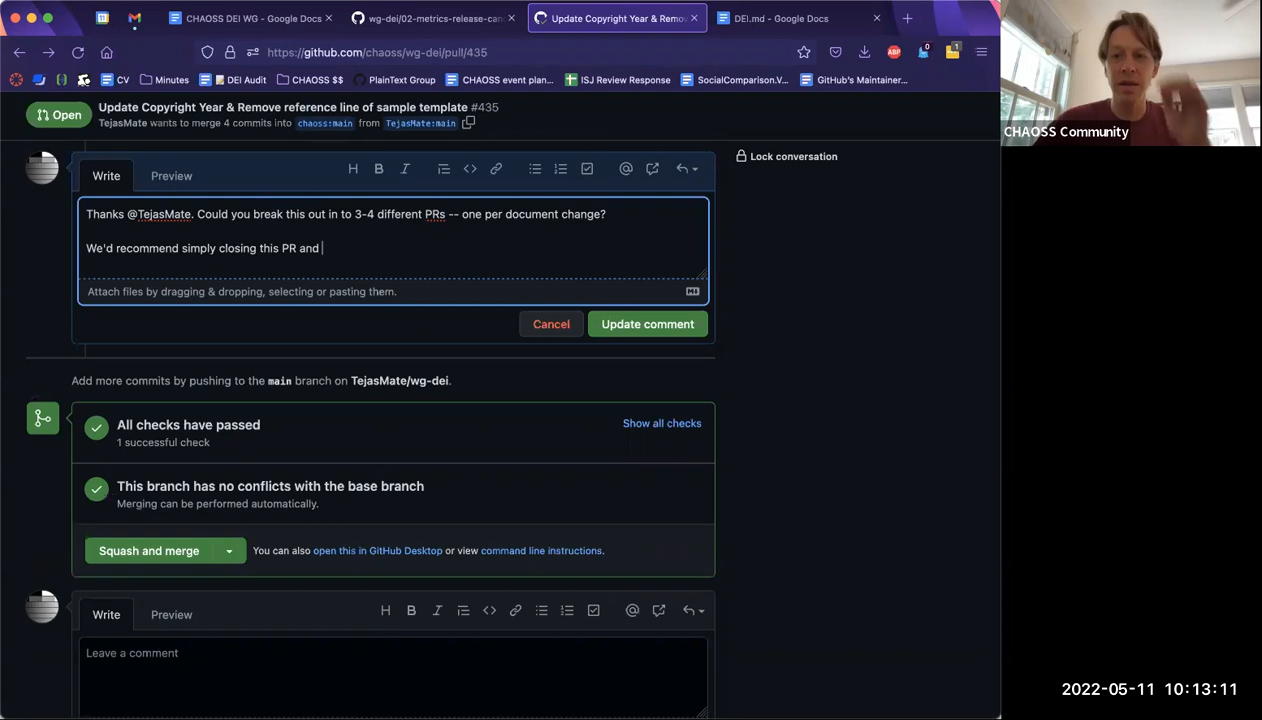 CHAOSS DEI WG - Google Docs
wg-dei/02-metrics-release-can
Update Copyright Year & Remov
DEI.md - Google Docs
https://github.com/chaoss/wg-dei/pull/435
ABP
0
1
CV
Minutes
DEI Audit
CHAOSS $$
PlainText Group
CHAOSS event plan...
ISJ Review Response
SocialComparison.V...
GitHub's Maintainer...
Open
Update Copyright Year & Remove reference line of sample template #435
TejasMate wants to merge 4 commits into chaoss:main from TejasMate:main
CHAOSS Community
Lock conversation
Write
Preview
Thanks @TejasMate. Could you break this out in to 3-4 different PRs -- one per document change?
We'd recommend simply closing this PR and
Attach files by dragging & dropping, selecting or pasting them.
Cancel
Update comment
Add more commits by pushing to the main branch on TejasMate/wg-dei.
All checks have passed
Show all checks
1 successful check
This branch has no conflicts with the base branch
Merging can be performed automatically.
Squash and merge
You can also open this in GitHub Desktop or view command line instructions.
Write
Preview
Leave a comment
2022-05-11 10:13:11